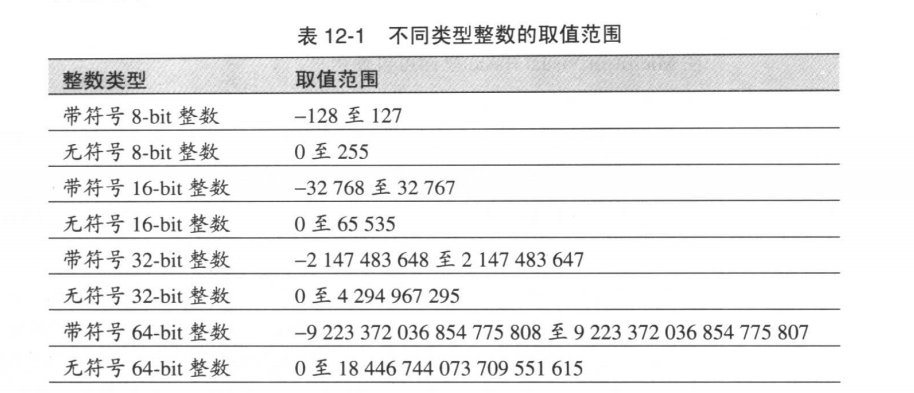 表 12-1 不同类型整数的取值范围
整数类型 取值范围
带符号 8-bit 整数 –128 至 127
无符号 8-bit 整数 0 至 255
带符号 16-bit 整数 –32 768 至 32 767
无符号 16-bit 整数 0 至 65 535
带符号 32-bit 整数 –2 147 483 648 至 2 147 483 647
无符号 32-bit 整数 0 至 4 294 967 295
带符号 64-bit 整数 –9 223 372 036 854 775 808 至 9 223 372 036 854 775 807
无符号 64-bit 整数 0 至 18 446 744 073 709 551 615